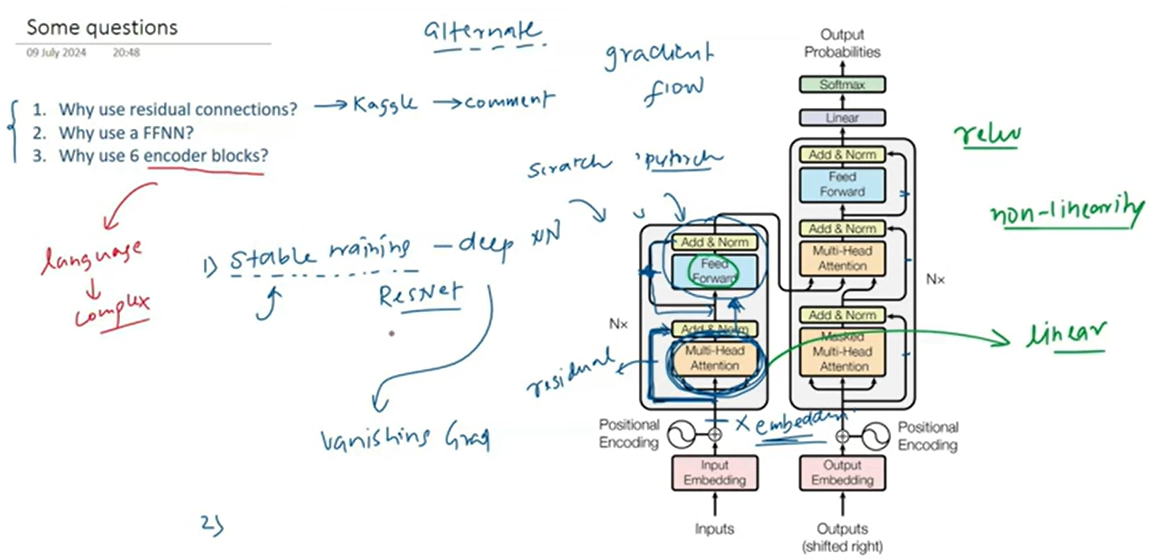 Some questions
09 July 2024 20:48
alternate
gradient
flow
1. Why use residual connections?
→ Kaggle → comment
2. Why use a FFNN?
3. Why use 6 encoder blocks?
language
↓
complex
scratch
1) Stable training - deep NN
ResNet
Vanishing Grad
2)
residual
x embedden
relu
non-linearity
linear
Output
Probabilities
Softmax
Linear
Add & Norm
Feed
Forward
Add & Norm
Multi-Head
Attention
Nx
Add & Norm
Masked
Multi-Head
Attention
Add & Norm
Feed
Forward
Nx
Add & Norm
Multi-Head
Attention
Positional
Encoding
Positional
Encoding
Input
Embedding
Output
Embedding
Inputs
Outputs
(shifted right)